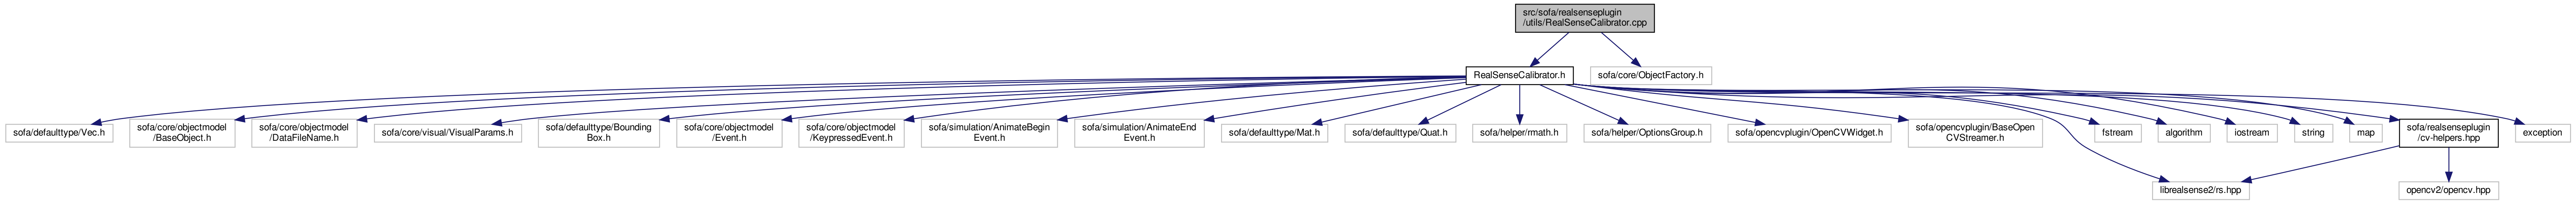 src/sofa/realsenseplugin
/utils/RealSenseCalibrator.cpp
RealSenseCalibrator.h
sofa/core/ObjectFactory.h
sofa/defaulttype/Vec.h
sofa/core/objectmodel
/BaseObject.h
sofa/core/objectmodel
/DataFileName.h
sofa/core/visual/VisualParams.h
sofa/defaulttype/Bounding
Box.h
sofa/core/objectmodel
/Event.h
sofa/core/objectmodel
/KeypressedEvent.h
sofa/simulation/AnimateBegin
Event.h
sofa/simulation/AnimateEnd
Event.h
sofa/defaulttype/Mat.h
sofa/defaulttype/Quat.h
sofa/helper/rmath.h
sofa/helper/OptionsGroup.h
sofa/opencvplugin/OpenCVWidget.h
sofa/opencvplugin/BaseOpen
CVStreamer.h
fstream
algorithm
iostream
string
map
sofa/realsenseplugin
/cv-helpers.hpp
exception
librealsense2/rs.hpp
opencv2/opencv.hpp